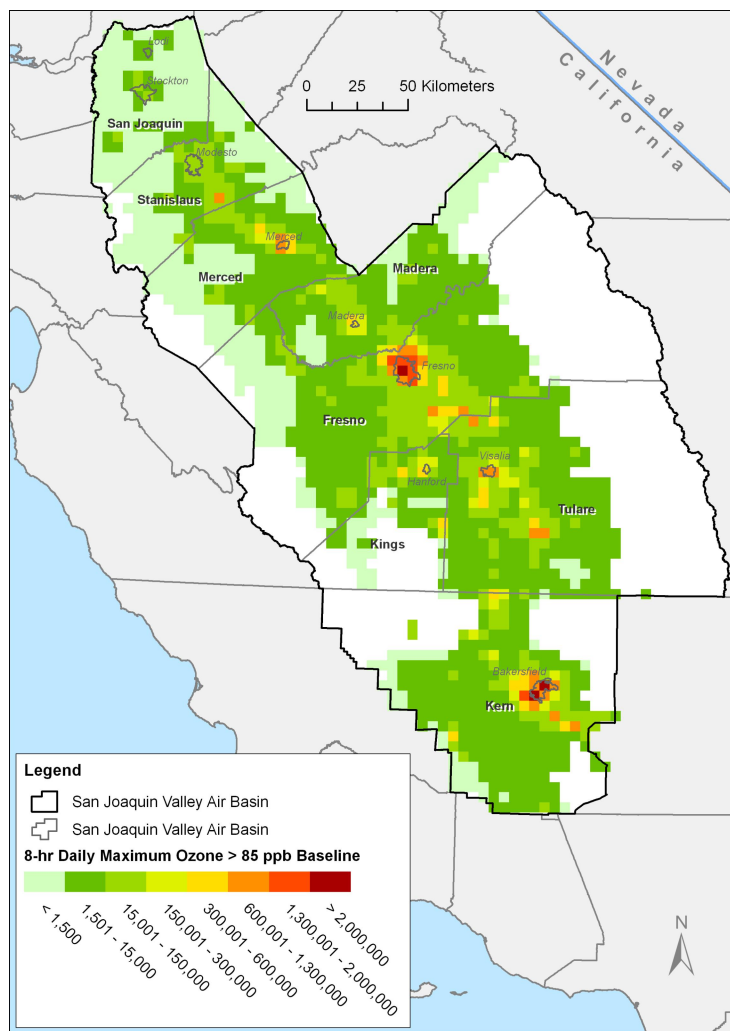 Nevada
California
0 25 50 Kilometers
Lodi
Stockton
San Joaquin
Modesto
Stanislaus
Merced
Merced
Madera
Madera
Fresno
Fresno
Visalia
Hanford
Tulare
Kings
Bakersfield
Kern
Legend
San Joaquin Valley Air Basin
San Joaquin Valley Air Basin
8-hr Daily Maximum Ozone > 85 ppb Baseline
< 1,500
1,501 - 15,000
15,001 - 150,000
150,001 - 300,000
300,001 - 600,000
600,001 - 1,300,000
1,300,001 - 2,000,000
> 2,000,000
N